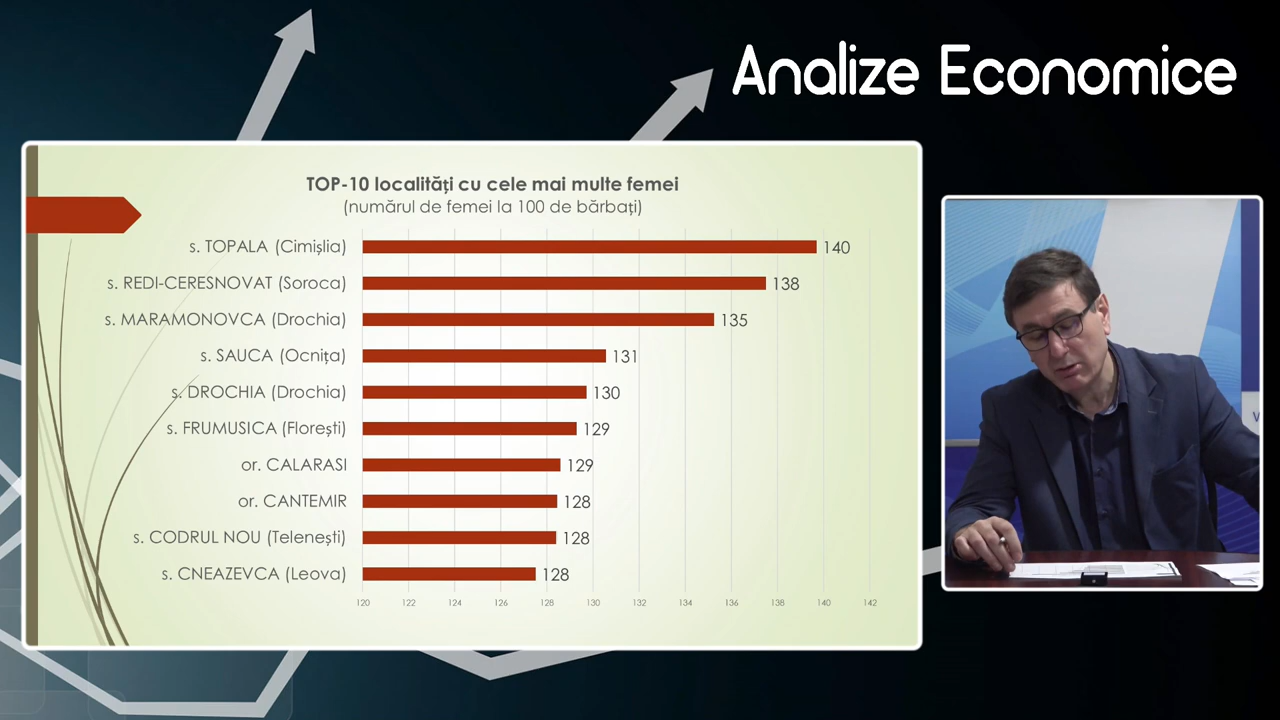 Analize Economice
TOP-10 localități cu cele mai multe femei
(numărul de femei la 100 de bărbați)
s. TOPALA (Cimișlia) 140
s. REDI-CERESNOVAT (Soroca) 138
s. MARAMONOVCA (Drochia) 135
s. SAUCA (Ocnița) 131
s. DROCHIA (Drochia) 130
s. FRUMUSICA (Florești) 129
or. CALARASI 129
or. CANTEMIR 128
s. CODRUL NOU (Telenești) 128
s. CNEAZEVCA (Leova) 128
120 122 124 126 128 130 132 134 136 138 140 142